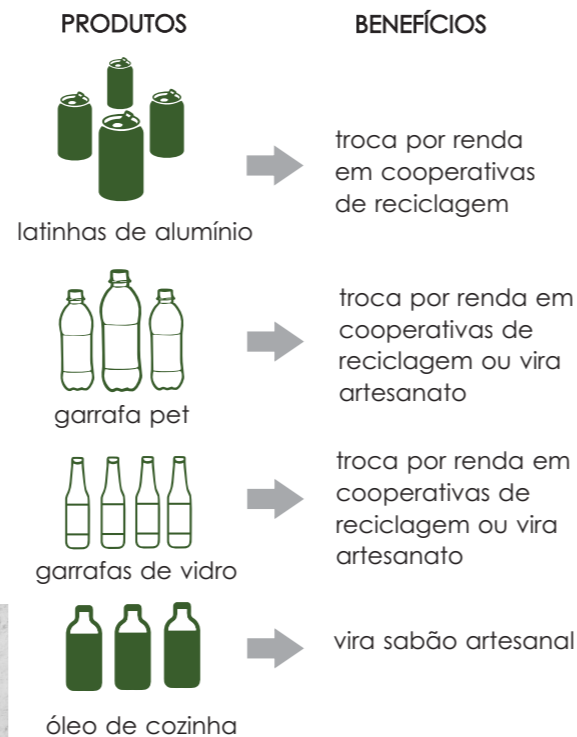 PRODUTOS
BENEFÍCIOS
latinhas de alumínio
troca por renda
em cooperativas
de reciclagem
garrafa pet
troca por renda em
cooperativas de
reciclagem ou vira
artesanato
garrafas de vidro
troca por renda em
cooperativas de
reciclagem ou vira
artesanato
óleo de cozinha
vira sabão artesanal